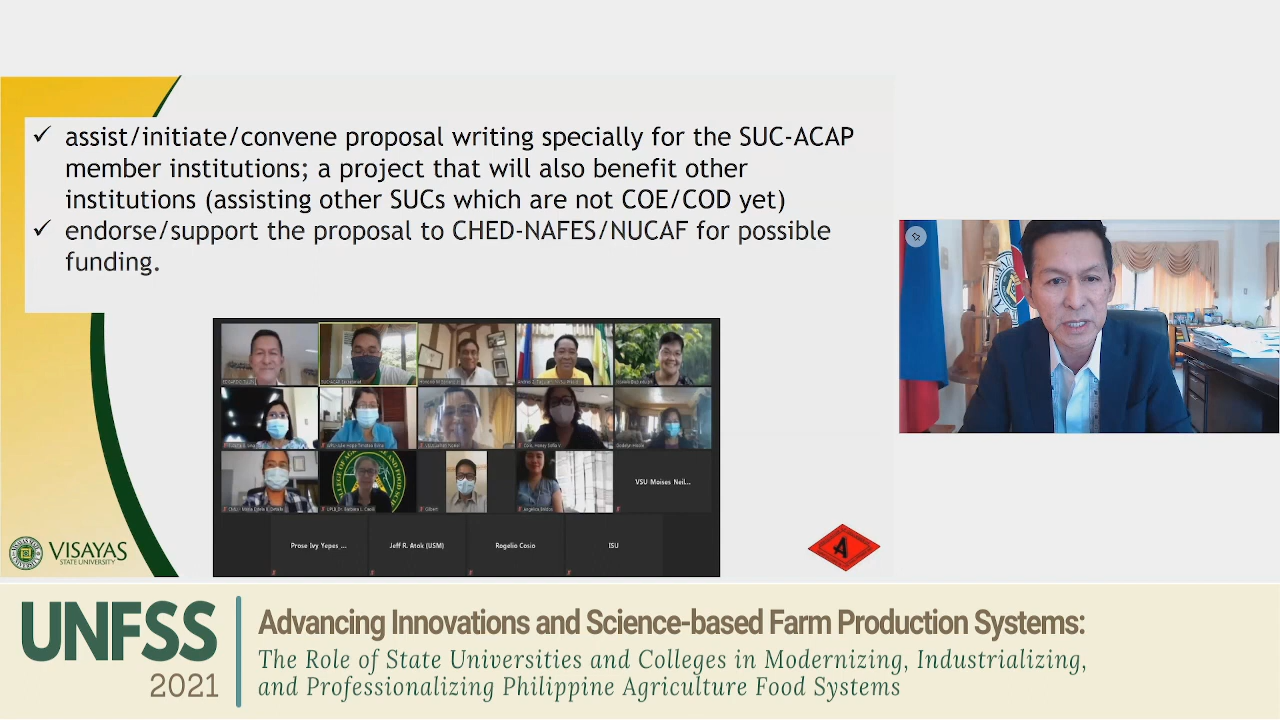 ✓ assist/initiate/convene proposal writing specially for the SUC-ACAP
member institutions; a project that will also benefit other
institutions (assisting other SUCs which are not COE/COD yet)
✓ endorse/support the proposal to CHED-NAFES/NUCAF for possible
funding.
VSU Moises Neil...
Prose Ivy Yepes ...
Jeff R. Atok (USM)
Rogelio Cosio
ISU
VISAYAS
STATE UNIVERSITY
A
UNFSS
2021
Advancing Innovations and Science-based Farm Production Systems:
The Role of State Universities and Colleges in Modernizing, Industrializing,
and Professionalizing Philippine Agriculture Food Systems